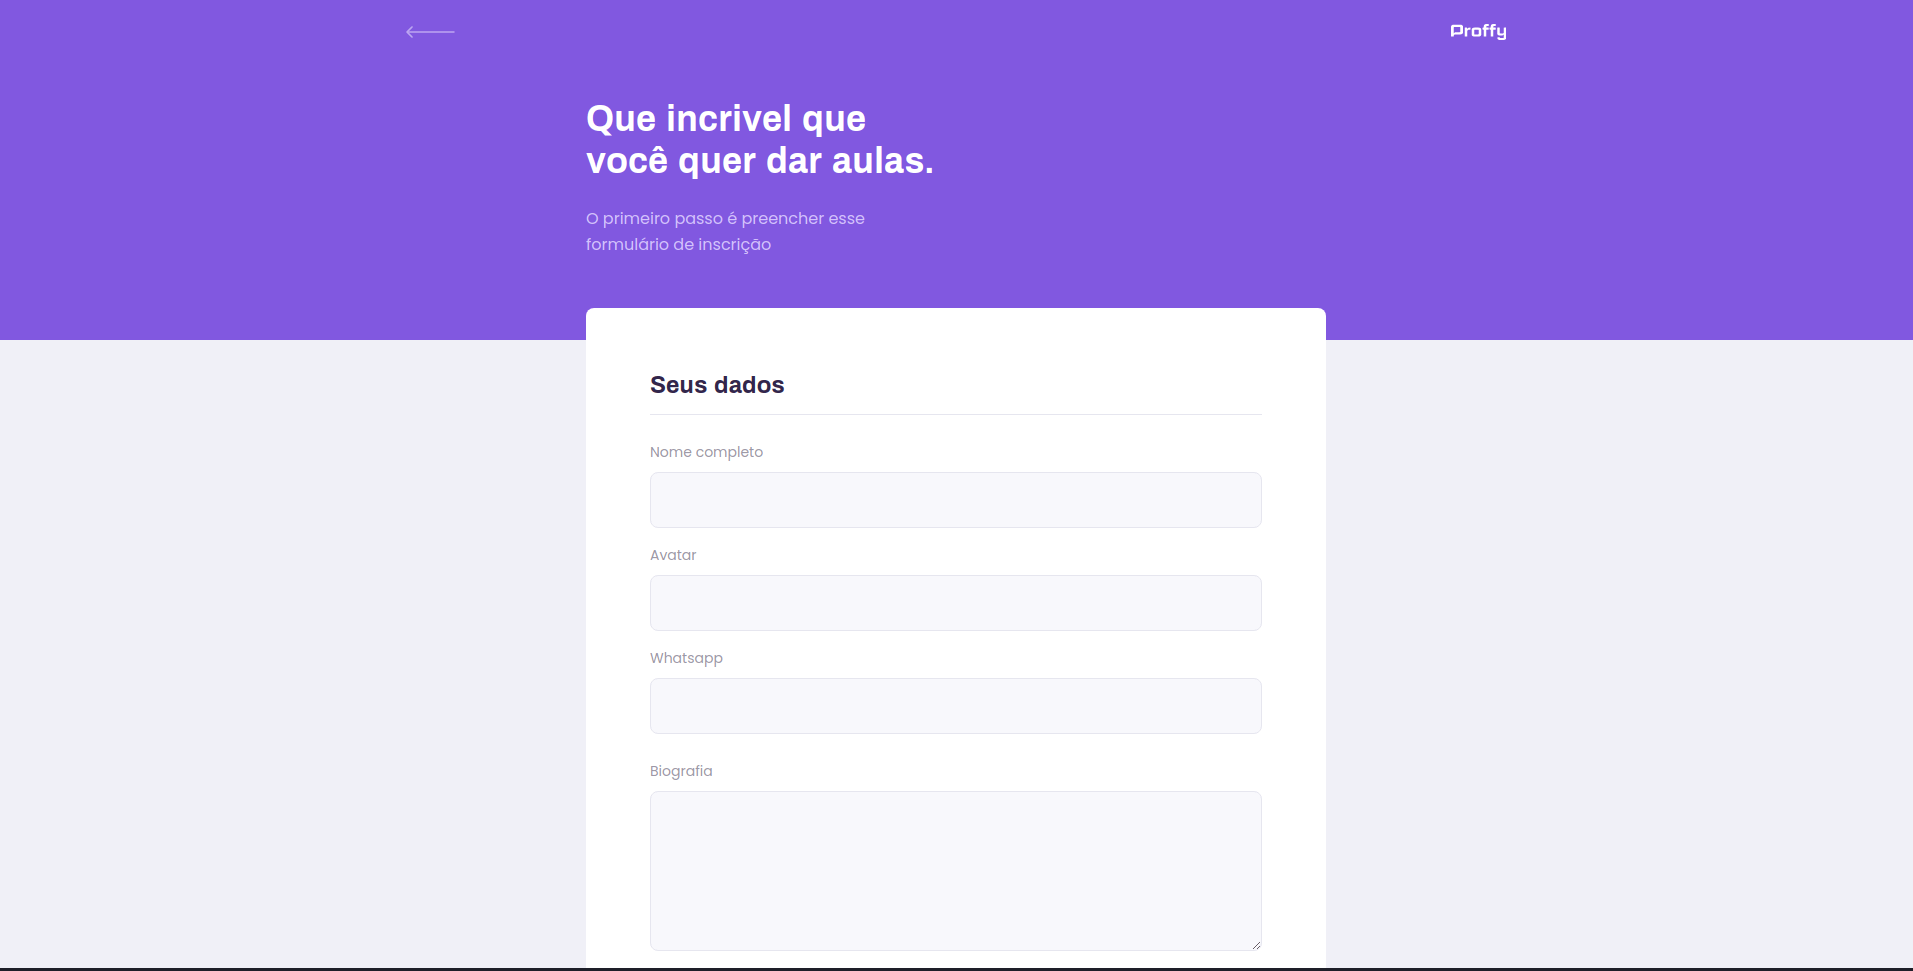 Proffy
Que incrivel que
você quer dar aulas.
O primeiro passo é preencher esse
formulário de inscrição
Seus dados
Nome completo
Avatar
Whatsapp
Biografia